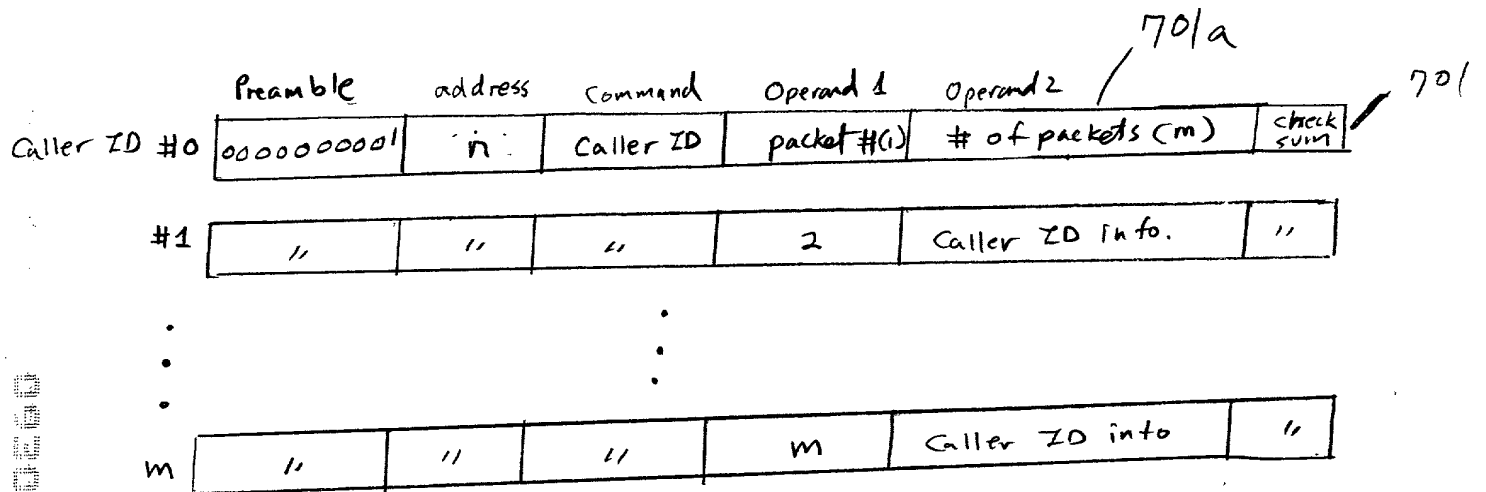 701a
701
Preamble address Command Operand 1 Operand 2
Caller ID #0 0000000001 n Caller ID packet #(1) # of packets (m) check sum
#1 〃 〃 〃 2 Caller ID info. 〃
m 〃 〃 〃 m Caller ID info 〃